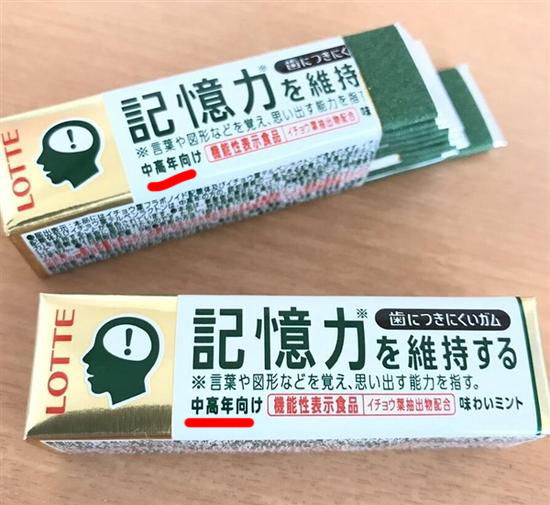 LOTTE
歯につきにく
記憶力※を維持
※言葉や図形などを覚え、思い出す能力を指す
中高年向け 機能性表示食品 イチョウ葉抽出物配合 味
LOTTE
歯につきにくいガム
記憶力※を維持する
※言葉や図形などを覚え、思い出す能力を指す。
中高年向け 機能性表示食品 イチョウ葉抽出物配合 味わいミント